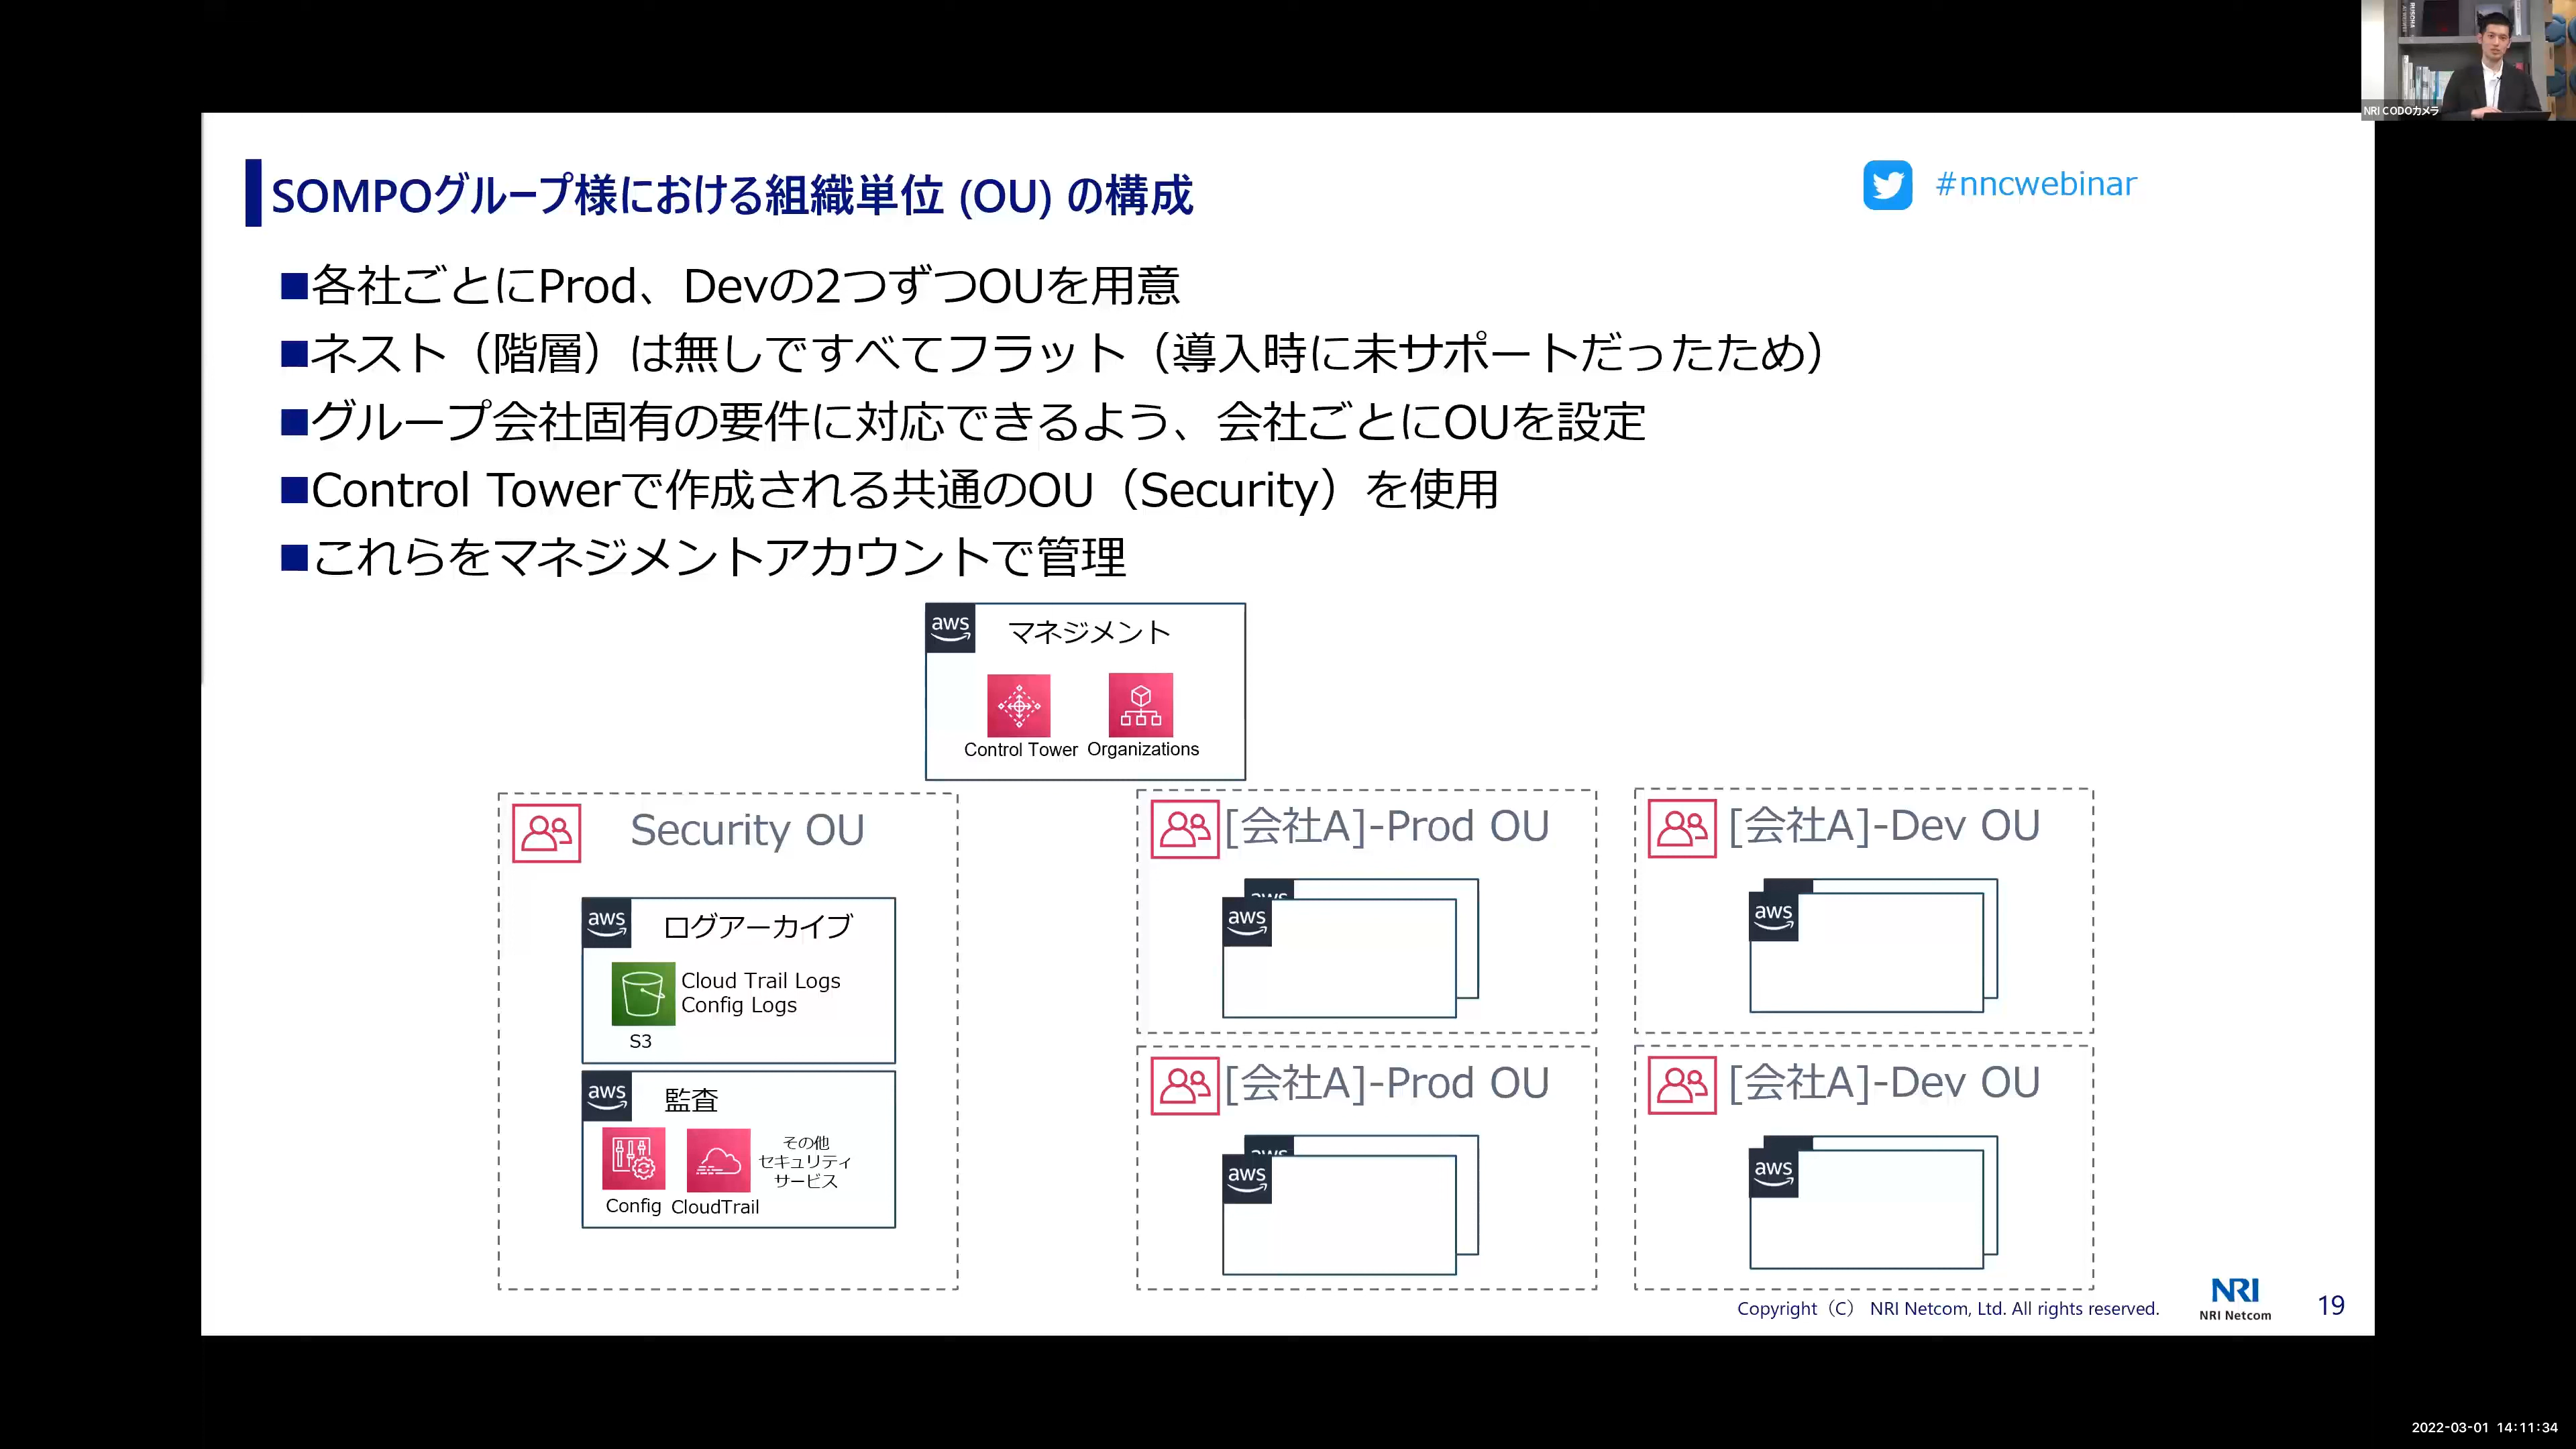 NRI CODOカメラ
SOMPOグループ様における組織単位 (OU) の構成
#nncwebinar
■各社ごとにProd、Devの2つずつOUを用意
■ネスト（階層）は無しですべてフラット（導入時に未サポートだったため）
■グループ会社固有の要件に対応できるよう、会社ごとにOUを設定
■Control Towerで作成される共通のOU（Security）を使用
■これらをマネジメントアカウントで管理
aws
マネジメント
Control Tower
Organizations
Security OU
aws
ログアーカイブ
Cloud Trail Logs
Config Logs
S3
aws
監査
その他
セキュリティ
サービス
Config
CloudTrail
[会社A]-Prod OU
aws
aws
[会社A]-Dev OU
aws
[会社A]-Prod OU
aws
aws
[会社A]-Dev OU
aws
Copyright（C） NRI Netcom, Ltd. All rights reserved.
NRI
NRI Netcom
19
2022-03-01 14:11:34